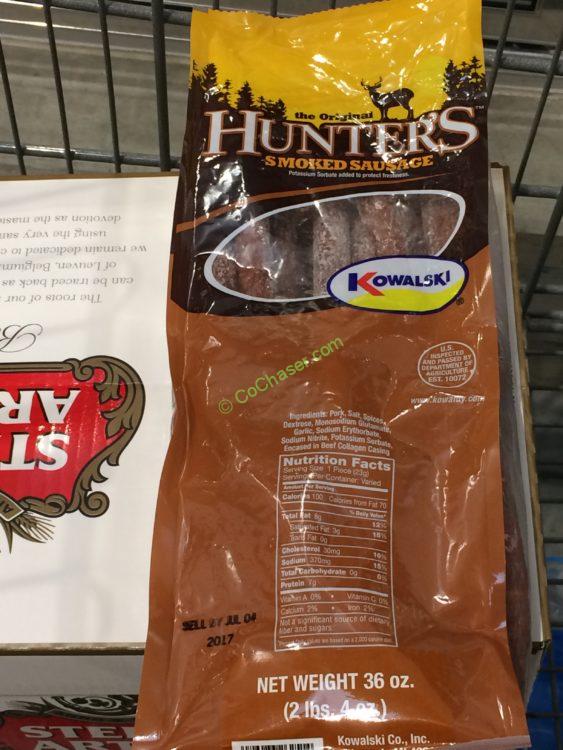 the Original
HUNTERS
SMOKED SAUSAGE
Potassium Sorbate added to protect freshness.
KOWALSKI
®
U.S.
INSPECTED
AND PASSED BY
DEPARTMENT OF
AGRICULTURE
EST. 10072
© CoChaser.com
Ingredients: Pork, Salt, Spices,
Dextrose, Monosodium Glutamate,
Garlic, Sodium Erythorbate,
Sodium Nitrite, Potassium Sorbate
Encased in Beef Collagen Casing
Nutrition Facts
Serving Size: 1 Piece (23g)
Servings Per Container: Varied
Amount Per Serving
Calories 100 Calories from Fat 70
% Daily Value*
Total Fat 8g 12%
Saturated Fat 3g 15%
Trans Fat 0g
Cholesterol 30mg 10%
Sodium 370mg 15%
Total Carbohydrate 0g 0%
Protein 7g
Vitamin A 0% • Vitamin C 0%
Calcium 2% • Iron 2%
Not a significant source of dietary
fiber and sugars.
SELL BY JUL 04
2017
NET WEIGHT 36 oz.
(2 lbs. 4 oz.)
Kowalski Co., Inc.
The roots of our
can be traced back as
of Leuven, Belgium
we remain dedicated to
using the very
devotion as the
ST
AR
STE
ART